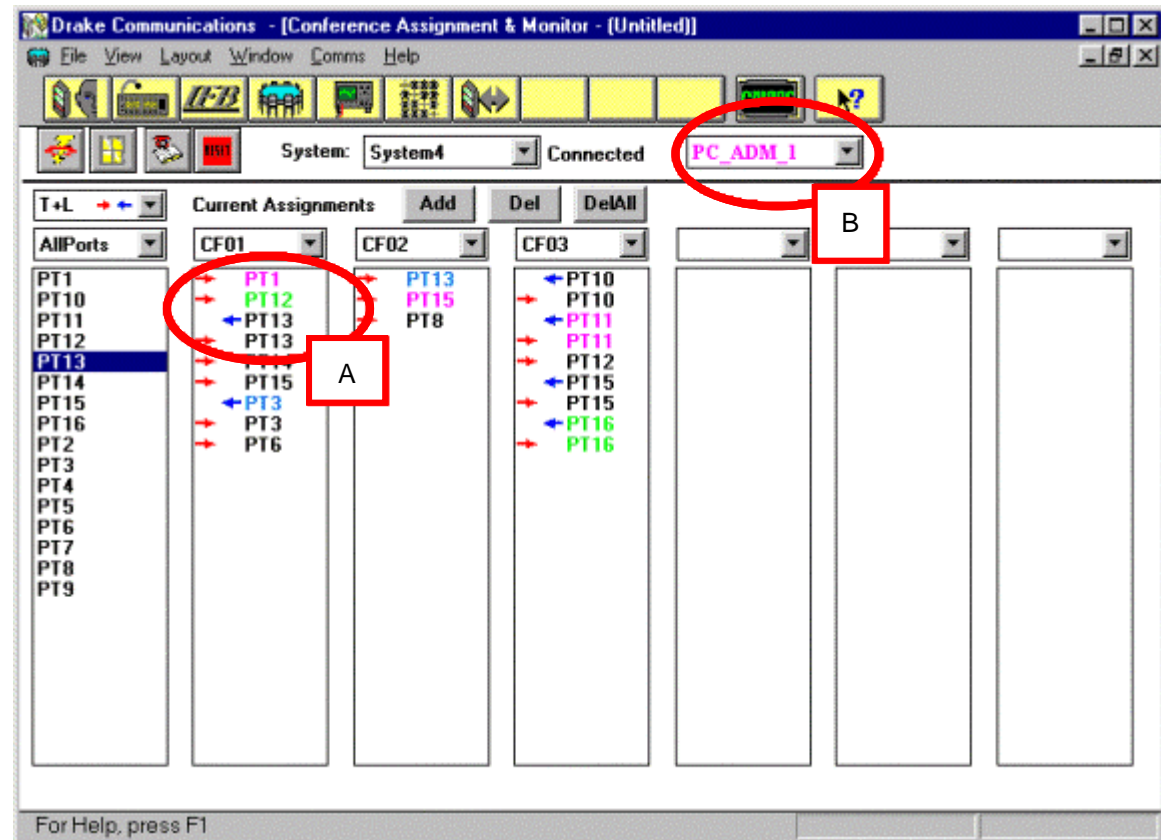 Drake Communications - [Conference Assignment & Monitor - (Untitled)]
File View Layout Window Comms Help
IFB
RESET System: System4 Connected PC_ADM_1
T+L Current Assignments Add Del DelAll
B
AllPorts CF01 CF02 CF03
PT1 PT1 PT13 PT10
PT10 PT12 PT15 PT10
PT11 PT13 PT8 PT11
PT12 PT13 PT11
PT13 PT14 PT12
PT14 PT15 PT15
PT15 PT3 PT15
PT16 PT3 PT16
PT2 PT6 PT16
PT3
PT4
PT5
PT6
PT7
PT8
PT9
A
For Help, press F1